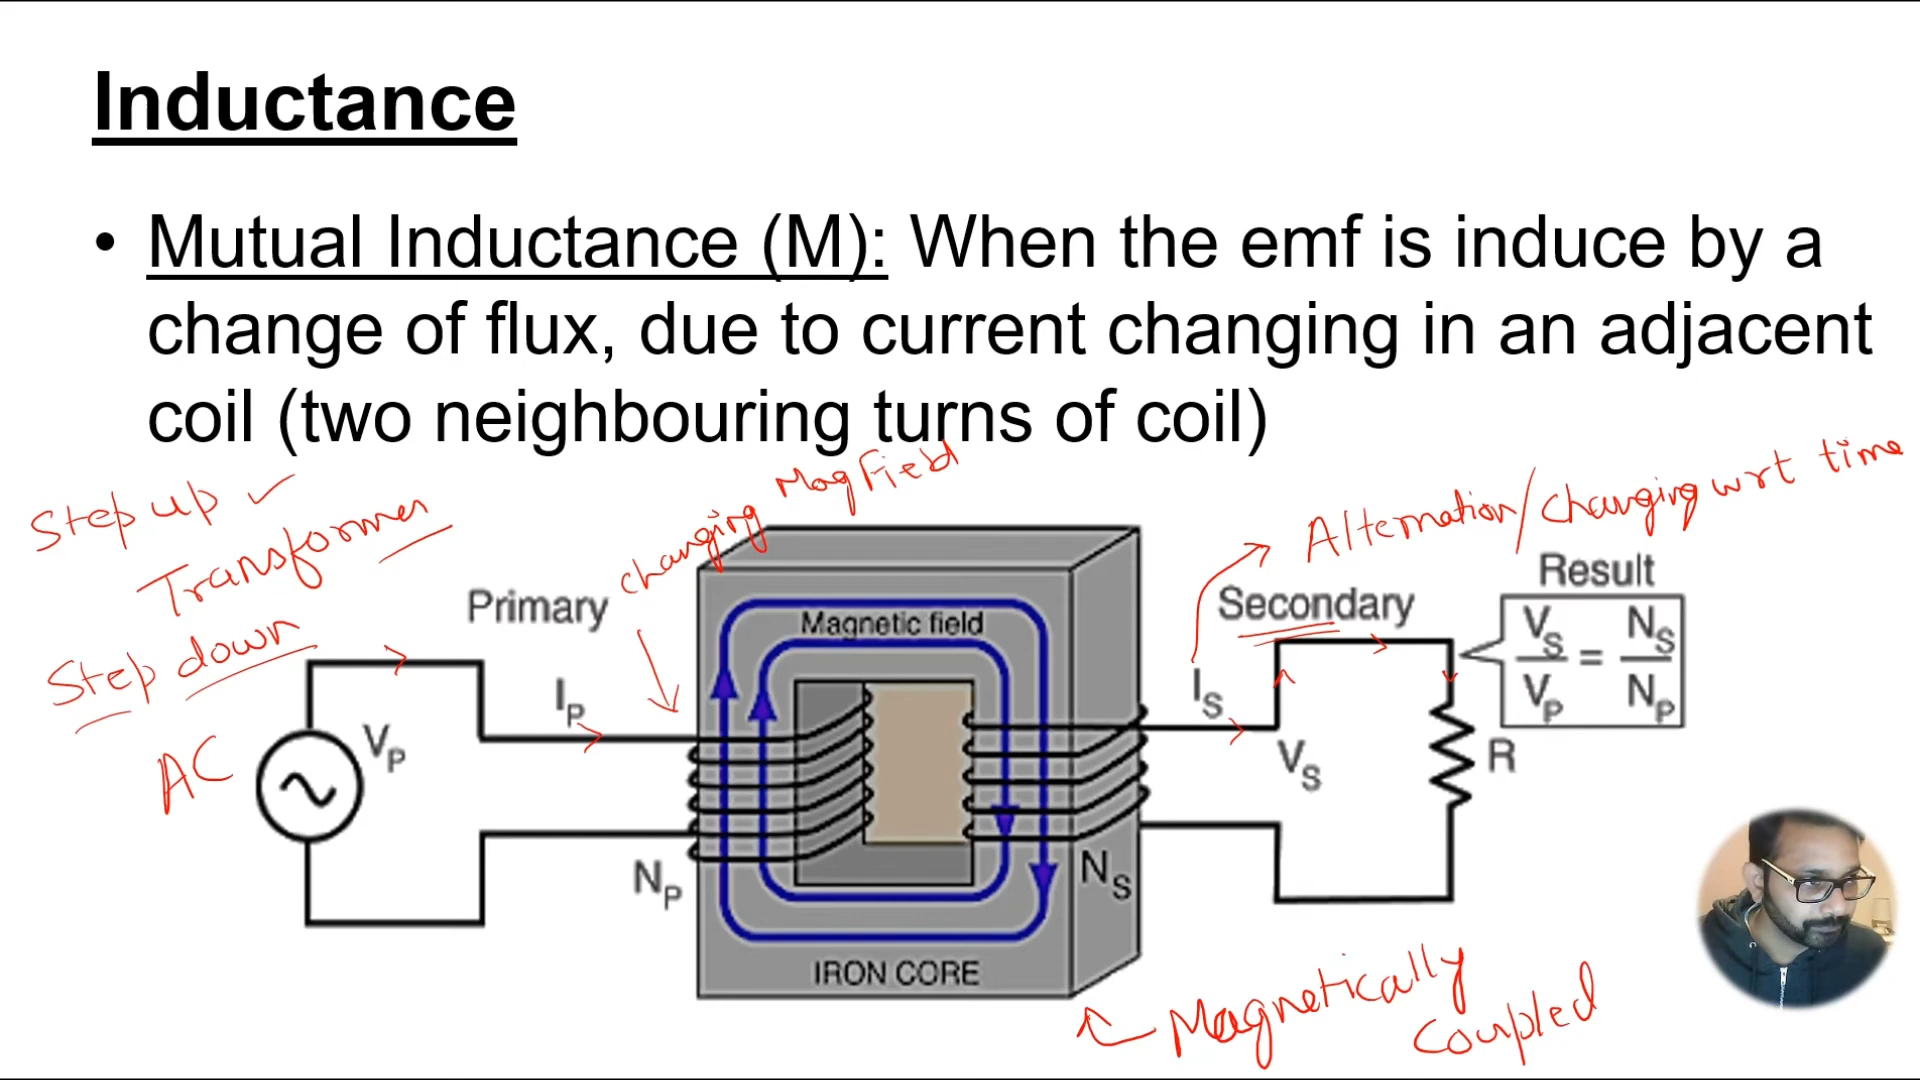 Inductance
• Mutual Inductance (M): When the emf is induce by a
change of flux, due to current changing in an adjacent
coil (two neighbouring turns of coil)
Step up ✓
Transformer
Step down
AC
changing Mag Field
Alternation/changing wrt time
Primary
Magnetic field
Secondary
Result
V_S / V_P = N_S / N_P
I_P
I_S
V_P
V_S
R
N_P
N_S
IRON CORE
Magnetically
Coupled